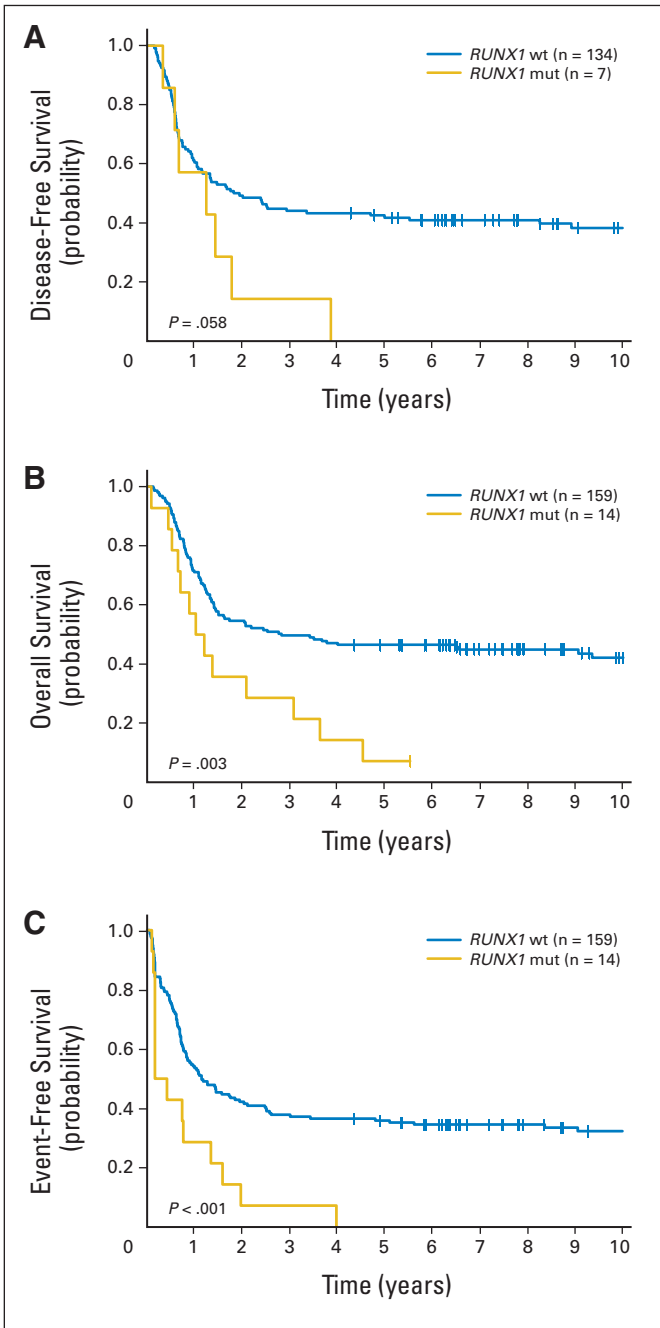 A
Disease-Free Survival
(probability)
1.0
0.8
0.6
0.4
0.2
RUNX1 wt (n = 134)
RUNX1 mut (n = 7)
P = .058
0 1 2 3 4 5 6 7 8 9 10
Time (years)
B
Overall Survival
(probability)
1.0
0.8
0.6
0.4
0.2
RUNX1 wt (n = 159)
RUNX1 mut (n = 14)
P = .003
0 1 2 3 4 5 6 7 8 9 10
Time (years)
C
Event-Free Survival
(probability)
1.0
0.8
0.6
0.4
0.2
RUNX1 wt (n = 159)
RUNX1 mut (n = 14)
P < .001
0 1 2 3 4 5 6 7 8 9 10
Time (years)